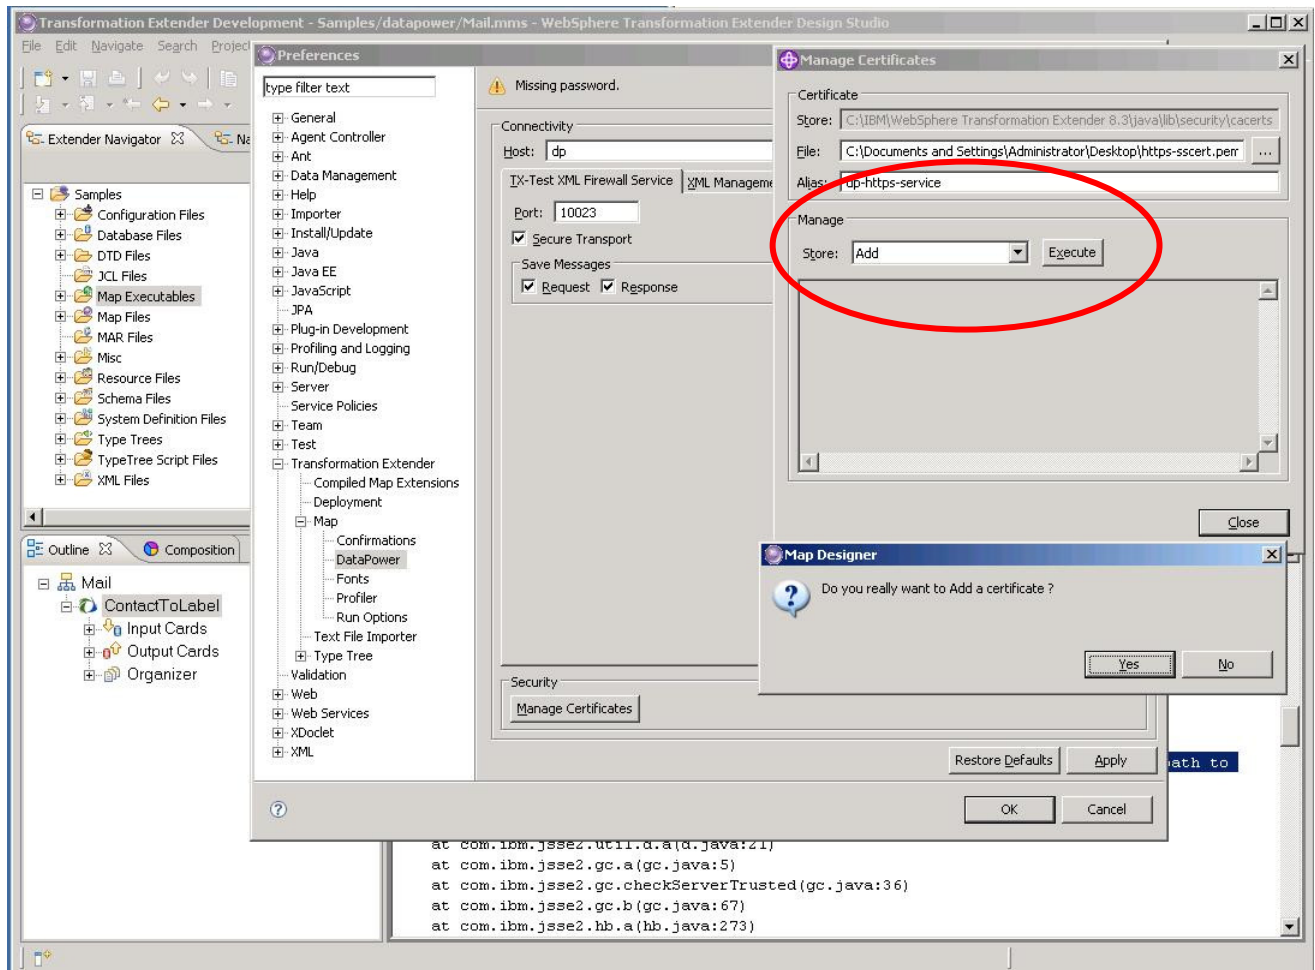 Transformation Extender Development - Samples/datapower/Mail.mms - WebSphere Transformation Extender Design Studio
File Edit Navigate Search Project
Extender Navigator
Na
Samples
Configuration Files
Database Files
DTD Files
JCL Files
Map Executables
Map Files
MAR Files
Misc
Resource Files
Schema Files
System Definition Files
Type Trees
TypeTree Script Files
XML Files
Outline Composition
Mail
ContactToLabel
Input Cards
Output Cards
Organizer
Preferences
type filter text
General
Agent Controller
Ant
Data Management
Help
Importer
Install/Update
Java
Java EE
JavaScript
JPA
Plug-in Development
Profiling and Logging
Run/Debug
Server
Service Policies
Team
Test
Transformation Extender
Compiled Map Extensions
Deployment
Map
Confirmations
DataPower
Fonts
Profiler
Run Options
Text File Importer
Type Tree
Validation
Web
Web Services
XDoclet
XML
Missing password.
Connectivity
Host: dp
TX-Test XML Firewall Service XML Manageme
Port: 10023
Secure Transport
Save Messages
Request Response
Security
Manage Certificates
Restore Defaults Apply
OK Cancel
Manage Certificates
Certificate
Store: C:\IBM\WebSphere Transformation Extender 8.3\java\lib\security\cacerts
File: C:\Documents and Settings\Administrator\Desktop\https-sscert.pem ...
Alias: dp-https-service
Manage
Store: Add Execute
Close
Map Designer
Do you really want to Add a certificate ?
Yes No
path to
at com.ibm.jsse2.util.d.a(d.java:21)
at com.ibm.jsse2.gc.a(gc.java:5)
at com.ibm.jsse2.gc.checkServerTrusted(gc.java:36)
at com.ibm.jsse2.gc.b(gc.java:67)
at com.ibm.jsse2.hb.a(hb.java:273)